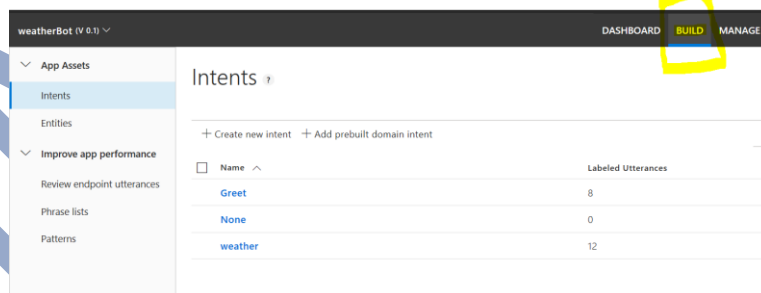 weatherBot (V 0.1)
DASHBOARD BUILD MANAGE
App Assets
Intents
Entities
Improve app performance
Review endpoint utterances
Phrase lists
Patterns
Intents ?
+ Create new intent + Add prebuilt domain intent
Name Labeled Utterances
Greet 8
None 0
weather 12